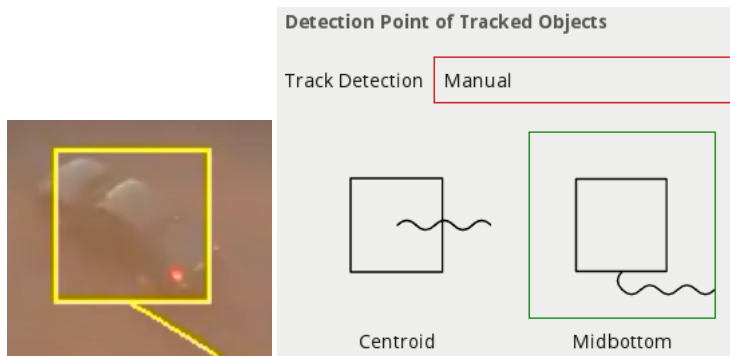 Detection Point of Tracked Objects
Track Detection Manual
Centroid Midbottom